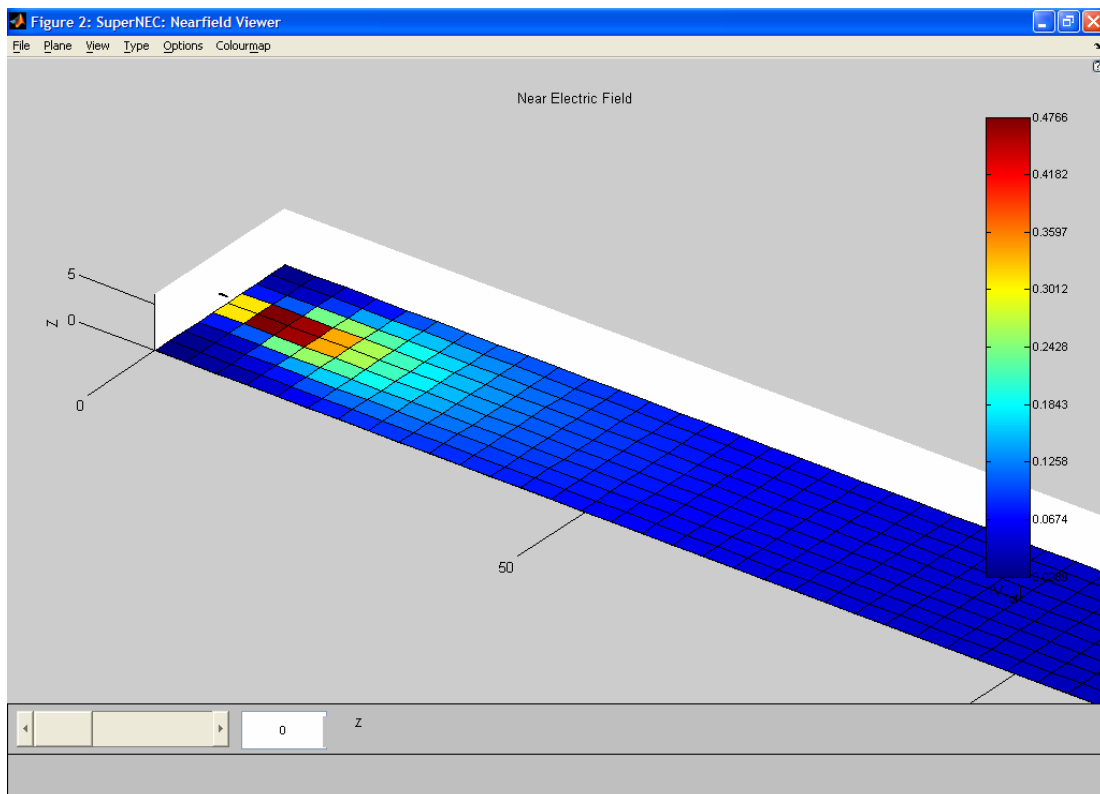 Figure 2: SuperNEC: Nearfield Viewer
File Plane View Type Options Colourmap
Near Electric Field
0.4766
0.4182
0.3597
0.3012
0.2428
0.1843
0.1258
0.0674
5
0
Z
0
50
0
Z